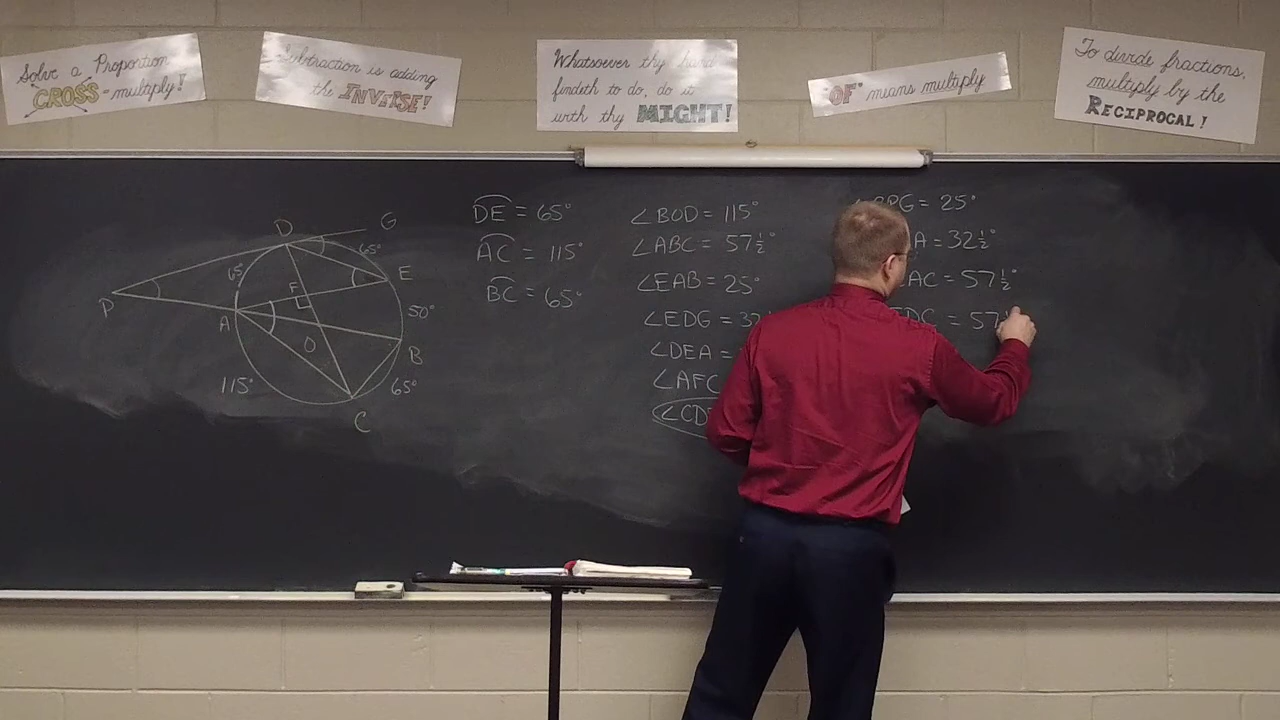 Solve a Proportion
CROSS-multiply!
Subtraction is adding
the INVERSE!
Whatsoever thy hand
findeth to do, do it
with thy MIGHT!
"OF" means multiply
To divide fractions,
multiply by the
RECIPROCAL!
D
G
65°
65°
E
P
F
A
50°
O
B
115°
65°
C
DE = 65°
AC = 115°
BC = 65°
∠BOD = 115°
∠ABC = 57½°
∠EAB = 25°
∠EDG = 32
∠DEA =
∠AFC
∠CD
PG = 25°
A = 32½°
AC = 57½°
EDC = 57